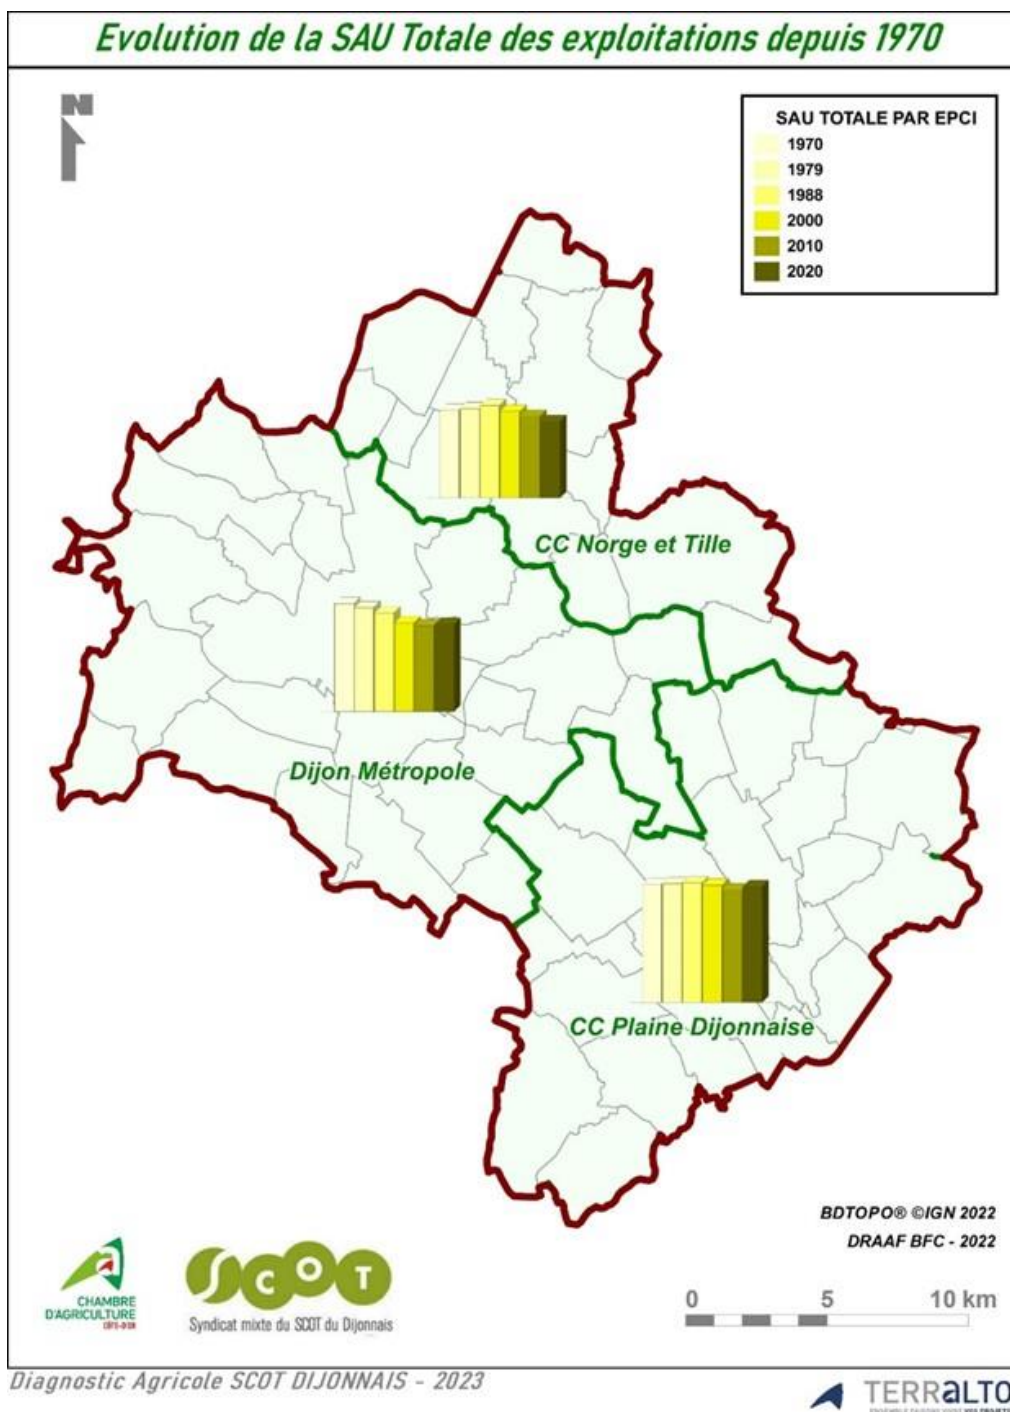 Evolution de la SAU Totale des exploitations depuis 1970
N
SAU TOTALE PAR EPCI
1970
1979
1988
2000
2010
2020
CC Norge et Tille
Dijon Métropole
CC Plaine Dijonnaise
BDTOPO® ©IGN 2022
DRAAF BFC - 2022
0 5 10 km
a
CHAMBRE
D'AGRICULTURE
CÔTE-D'OR
SCOT
Syndicat mixte du SCOT du Dijonnais
Diagnostic Agricole SCOT DIJONNAIS - 2023
TERRALTO